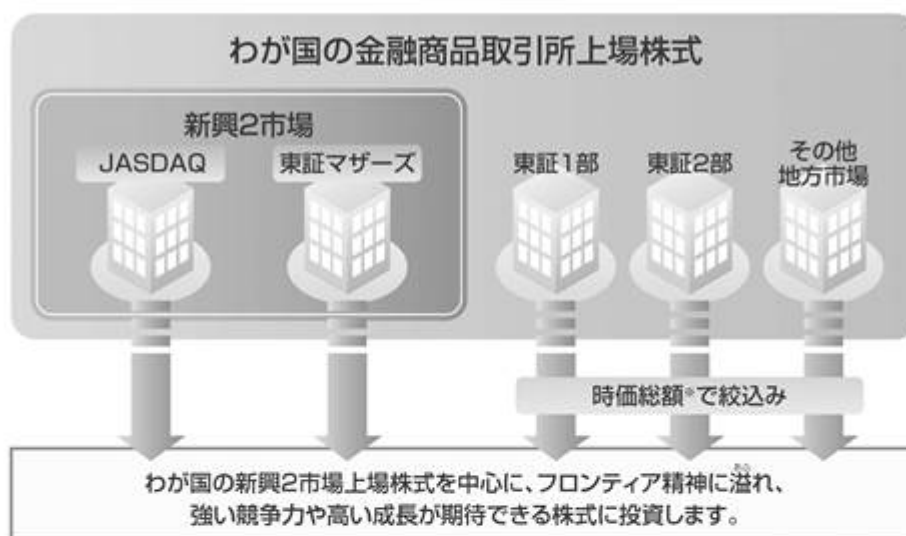 わが国の金融商品取引所上場株式
新興2市場
JASDAQ
東証マザーズ
東証1部
東証2部
その他
地方市場
時価総額※で絞込み
わが国の新興2市場上場株式を中心に、フロンティア精神に溢れ、
強い競争力や高い成長が期待できる株式に投資します。